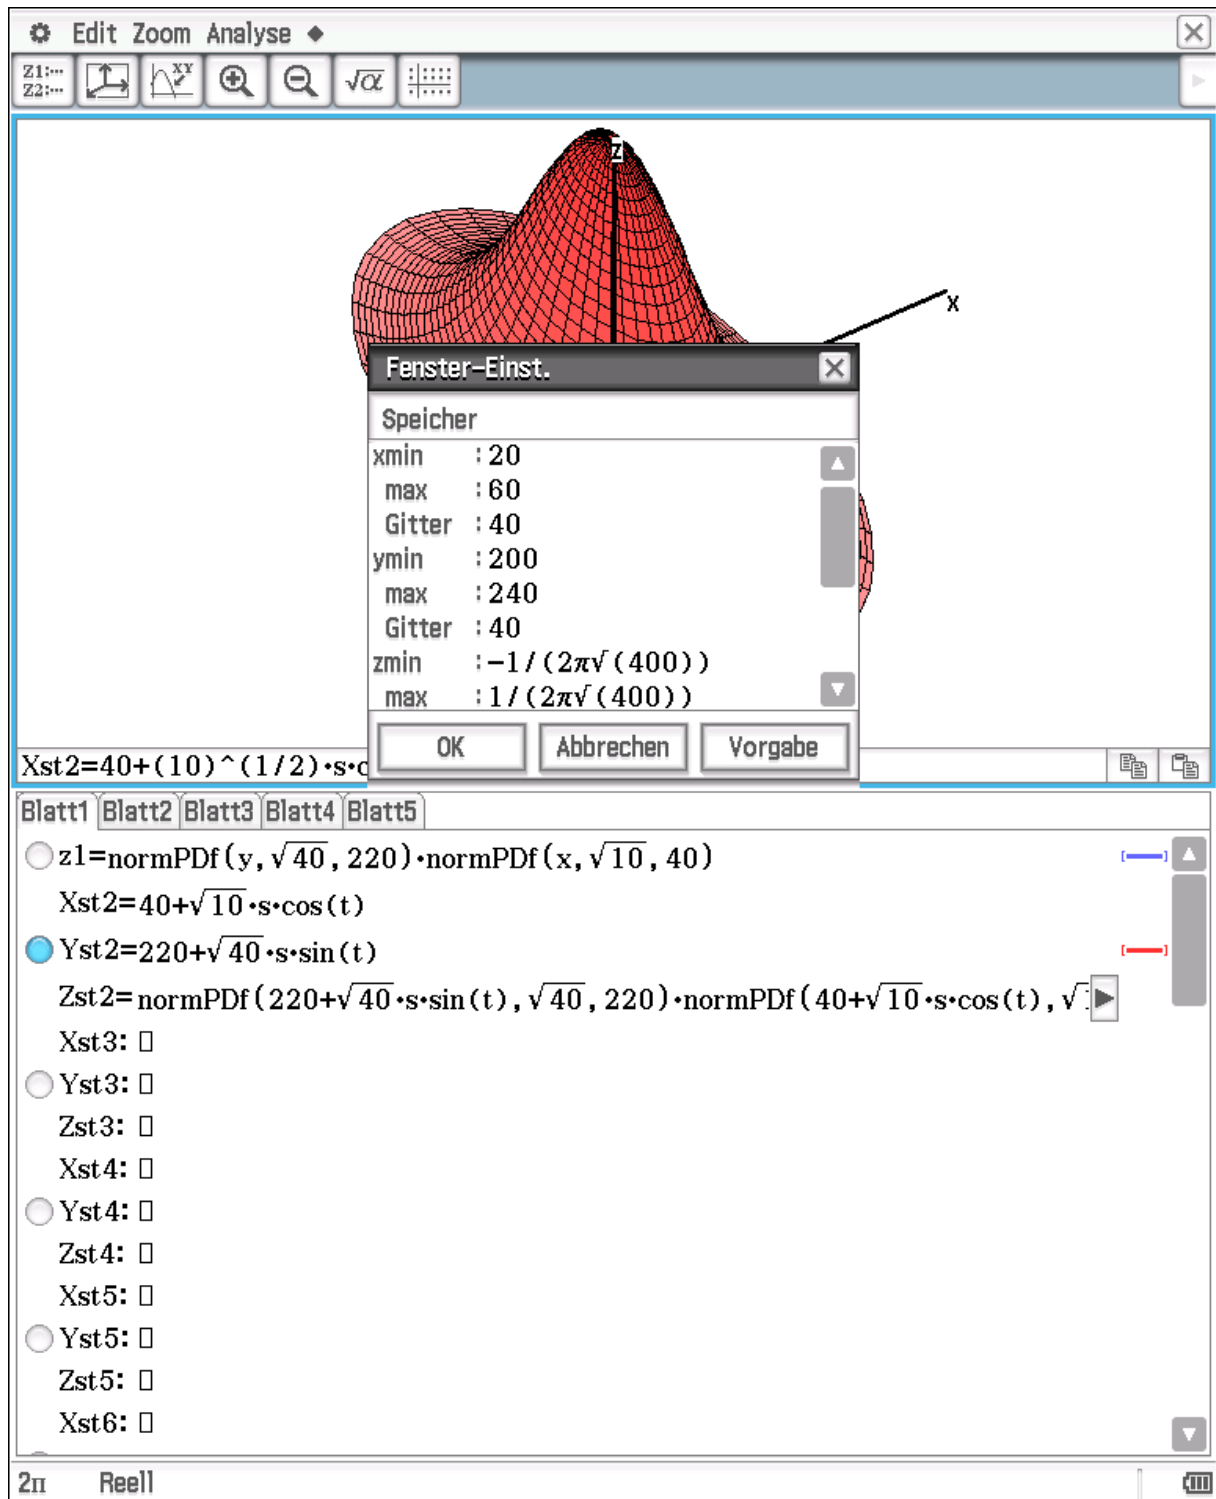 Edit Zoom Analyse
Z1:…
Z2:…
XY
√α
Z
X
Fenster-Einst.
Speicher
xmin :20
max :60
Gitter :40
ymin :200
max :240
Gitter :40
zmin :-1/(2π√(400))
max :1/(2π√(400))
OK Abbrechen Vorgabe
Xst2=40+(10)^(1/2)·s·c
Blatt1 Blatt2 Blatt3 Blatt4 Blatt5
z1=normPDf(y,√40,220)·normPDf(x,√10,40)
Xst2=40+√10·s·cos(t)
Yst2=220+√40·s·sin(t)
Zst2=normPDf(220+√40·s·sin(t),√40,220)·normPDf(40+√10·s·cos(t),√
Xst3:
Yst3:
Zst3:
Xst4:
Yst4:
Zst4:
Xst5:
Yst5:
Zst5:
Xst6:
2π Reell